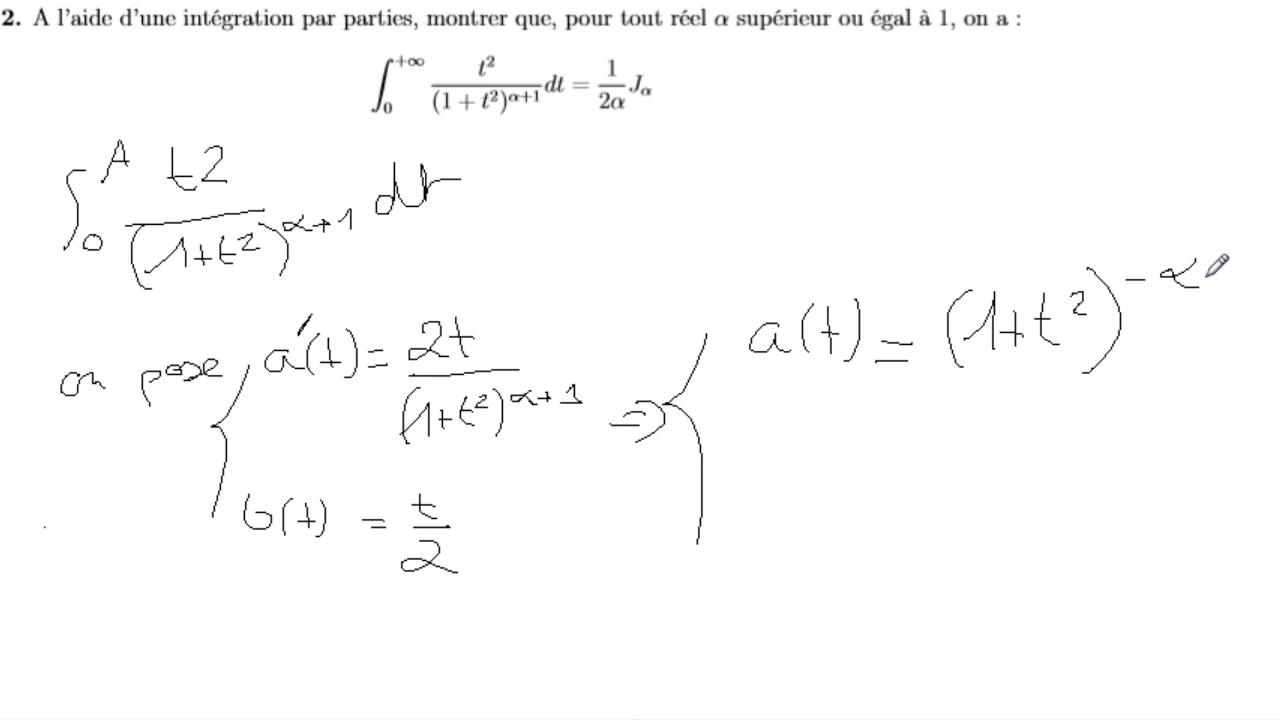 2. A l'aide d'une intégration par parties, montrer que, pour tout réel α supérieur ou égal à 1, on a :
∫₀^{+∞} t²/(1 + t²)^{α+1} dt = 1/(2α) J_α
∫₀^A t2/(1+t²)^{α+1} dt
on pose { a'(t) = 2t/(1+t²)^{α+1} ⇒ { a(t) = (1+t²)^{-α}
b(t) = t/2